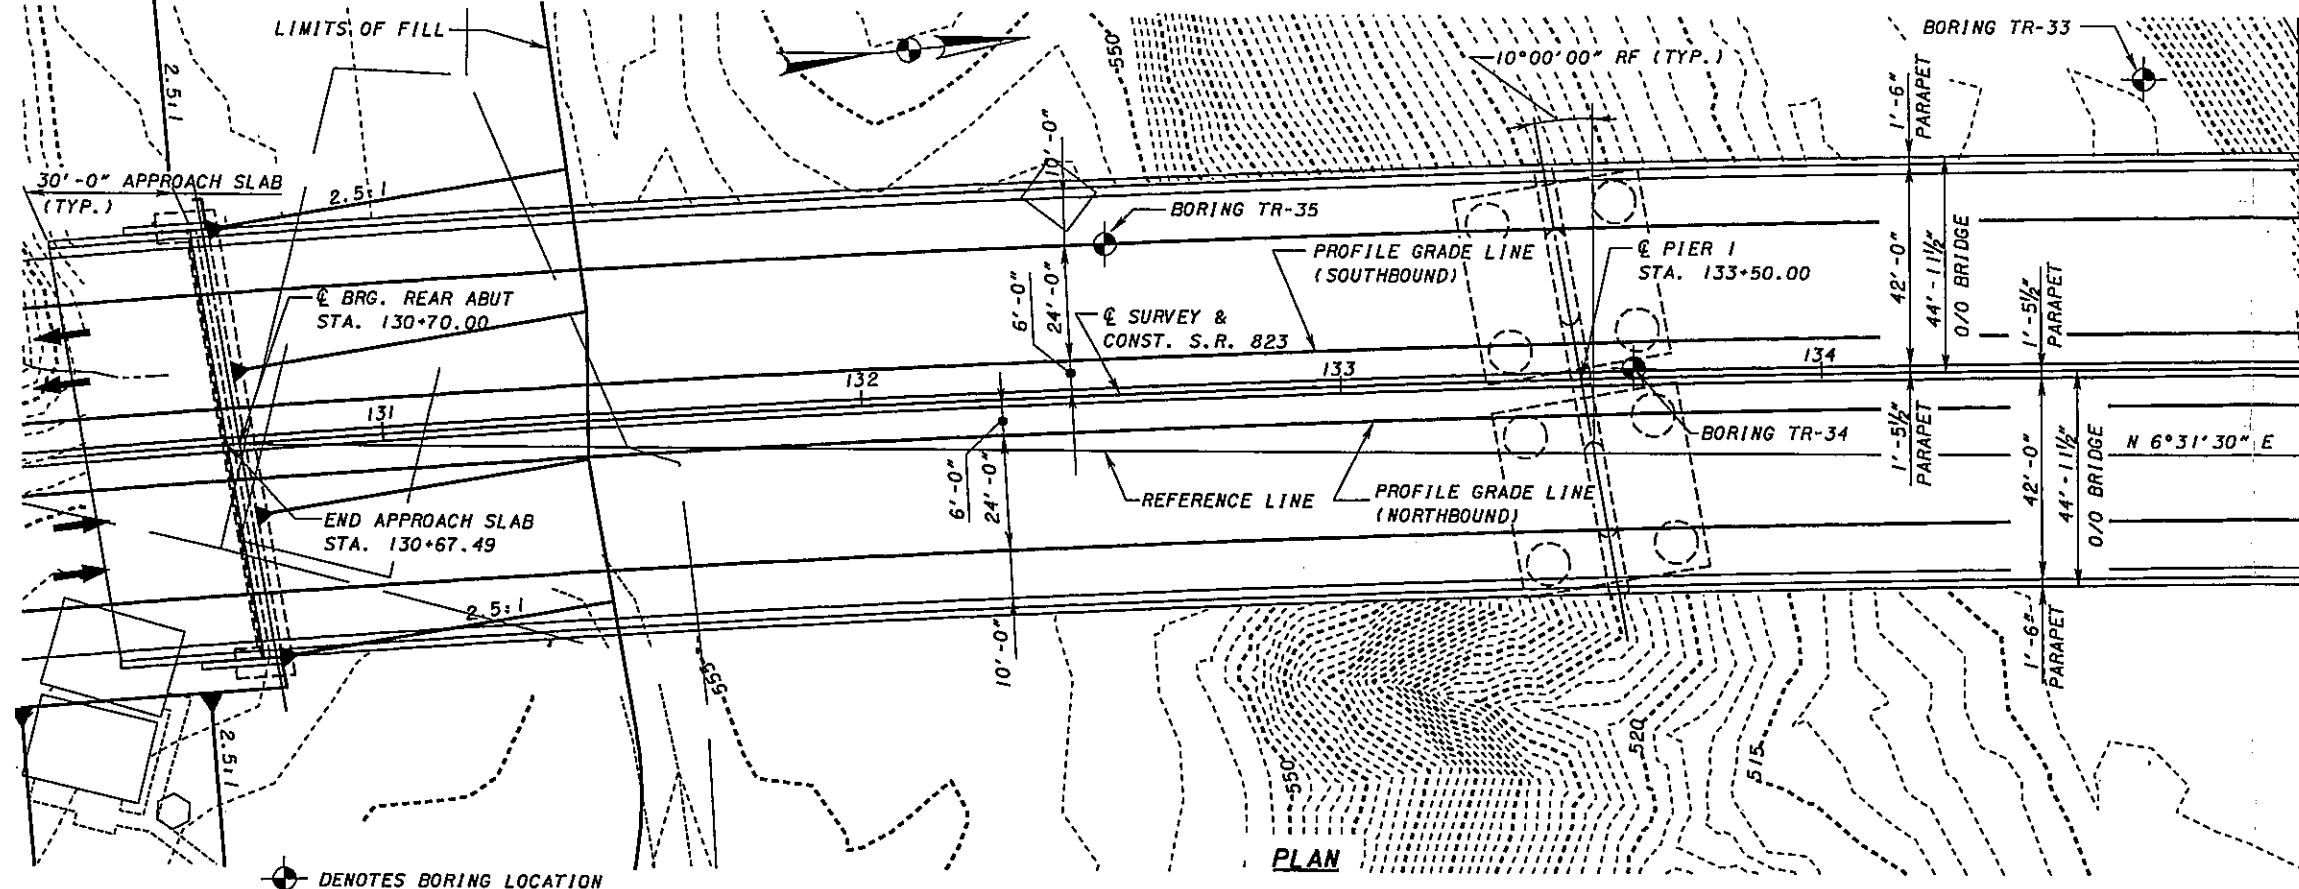 LIMITS OF FILL
2.5:1
550
10°00'00" RF (TYP.)
BORING TR-33
1'-6"
PARAPET
30'-0" APPROACH SLAB
(TYP.)
2.5:1
10'-0"
BORING TR-35
PROFILE GRADE LINE
(SOUTHBOUND)
℄ PIER 1
STA. 133+50.00
42'-0"
44'-11½"
O/O BRIDGE
1'-5½"
PARAPET
℄ BRG. REAR ABUT
STA. 130+70.00
6'-0"
24'-0"
℄ SURVEY &
CONST. S.R. 823
131
132
133
134
1'-5½"
PARAPET
BORING TR-34
N 6°31'30" E
6'-0"
24'-0"
REFERENCE LINE
PROFILE GRADE LINE
(NORTHBOUND)
42'-0"
44'-11½"
O/O BRIDGE
END APPROACH SLAB
STA. 130+67.49
2.5:1
10'-0"
1'-6"
PARAPET
555
2.5:1
550
520
515
PLAN
DENOTES BORING LOCATION